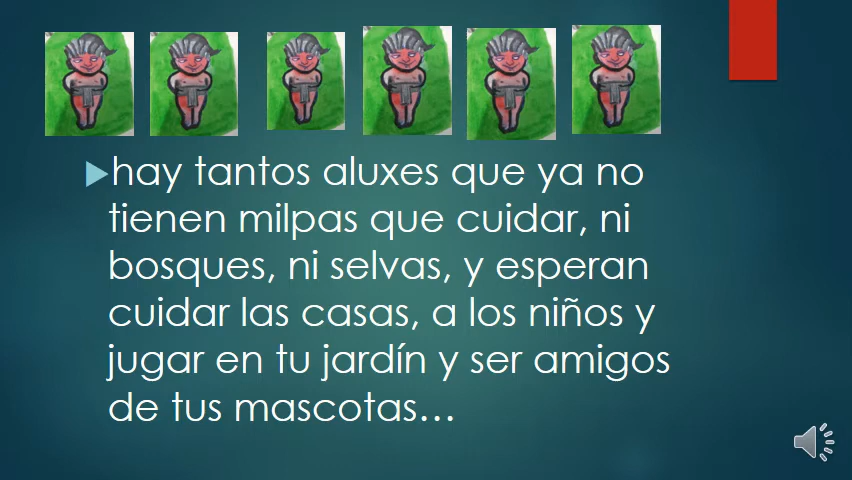 hay tantos aluxes que ya no
tienen milpas que cuidar, ni
bosques, ni selvas, y esperan
cuidar las casas, a los niños y
jugar en tu jardín y ser amigos
de tus mascotas…